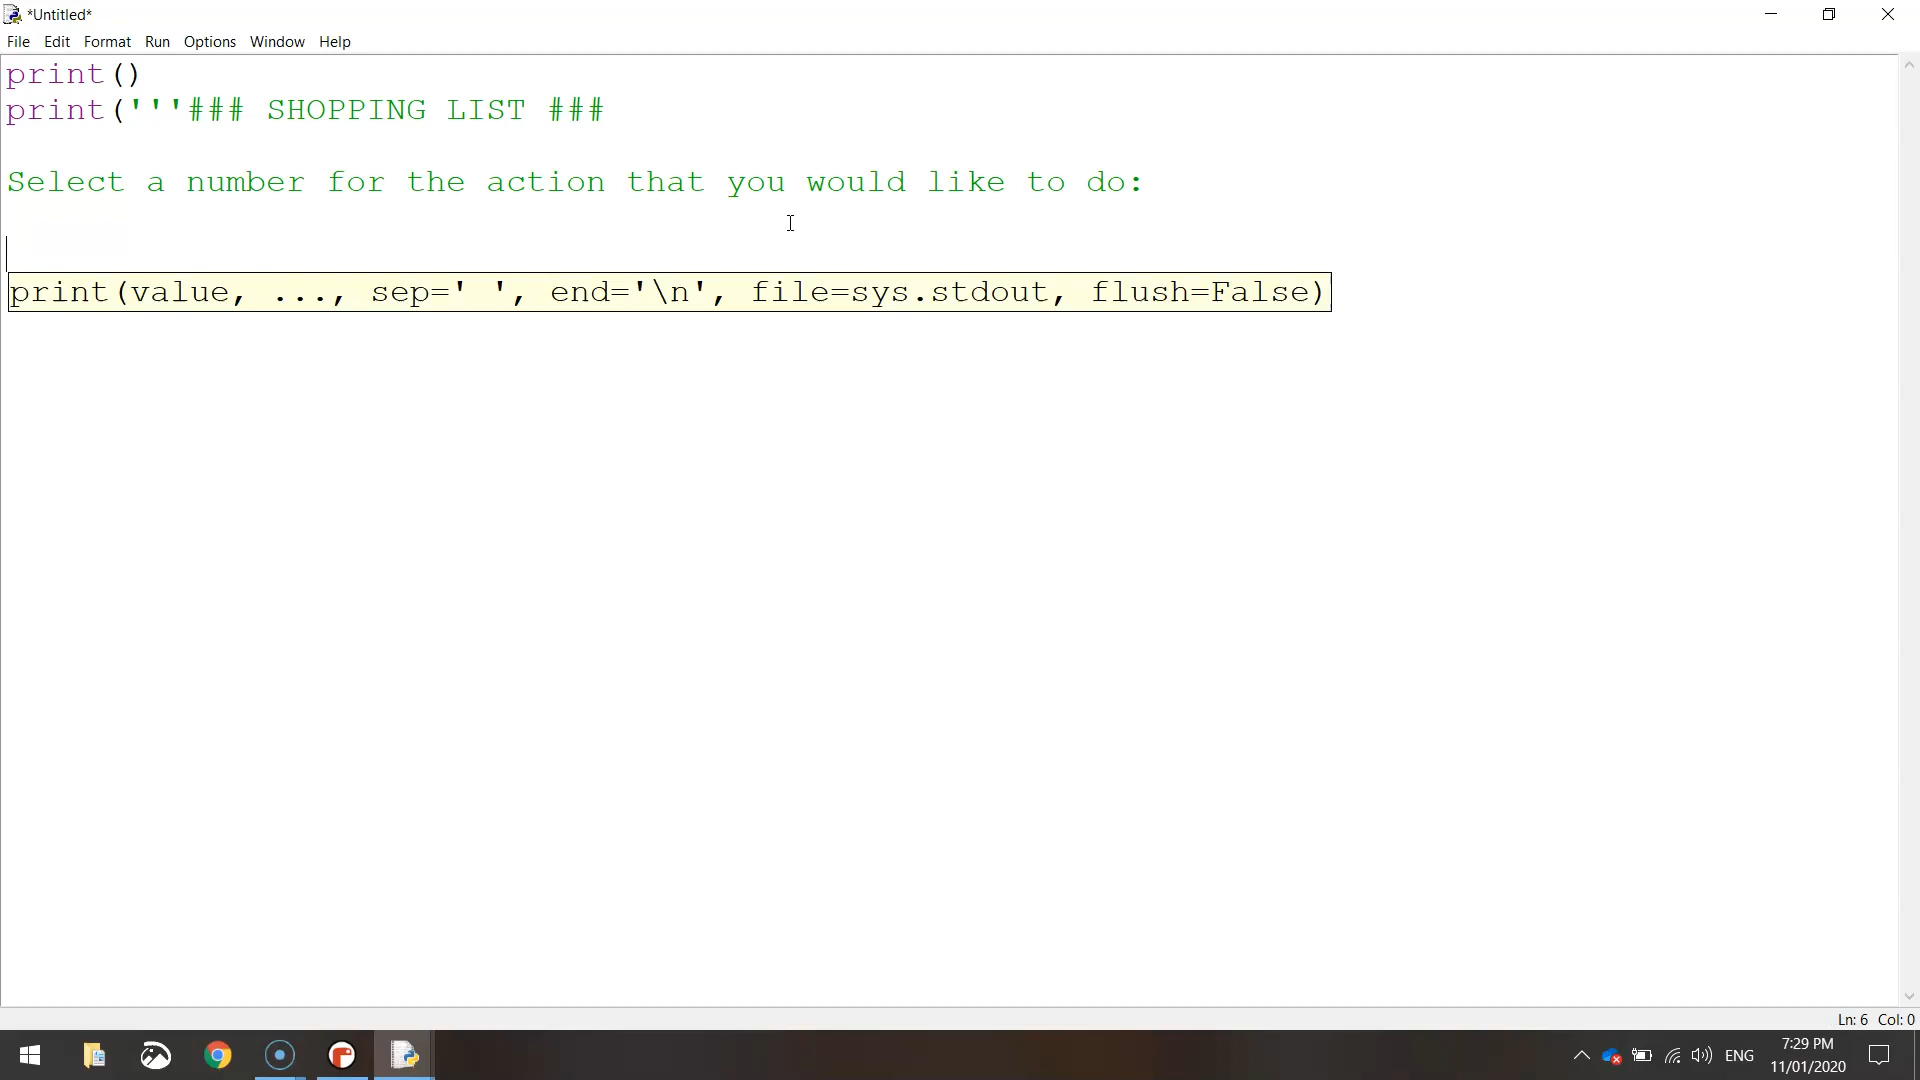 *Untitled*
File Edit Format Run Options Window Help
print()
print('''### SHOPPING LIST ###
Select a number for the action that you would like to do:
print(value, ..., sep=' ', end='\n', file=sys.stdout, flush=False)
Ln: 6 Col: 0
ENG
7:29 PM
11/01/2020